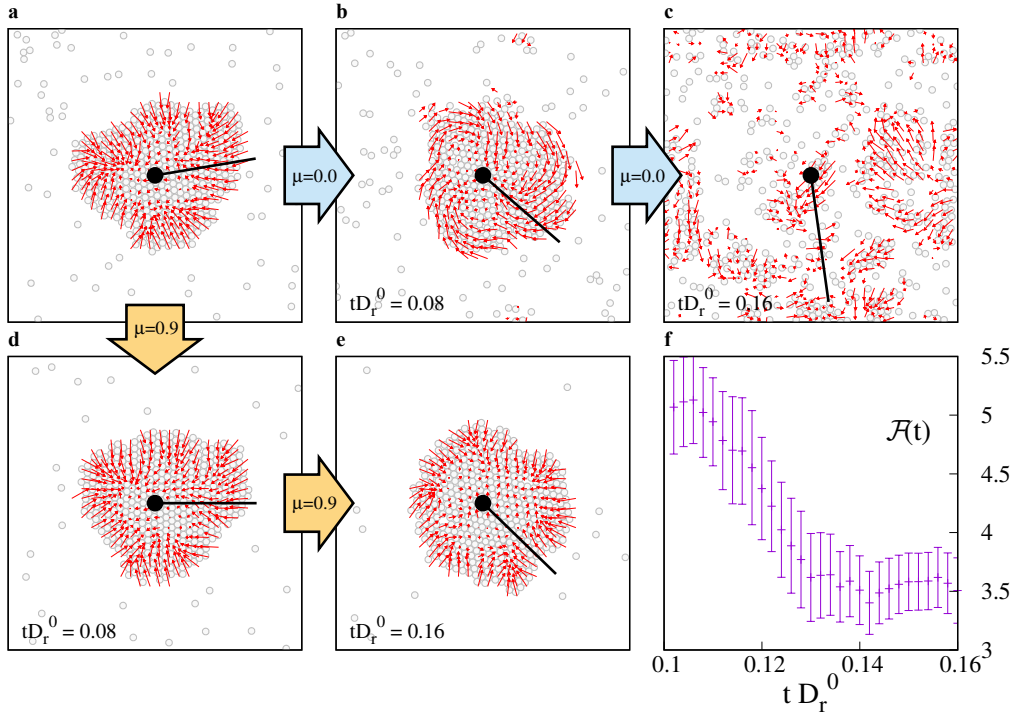 a
b
c
μ=0.0
μ=0.0
tD_r^0 = 0.08
tD_r^0 = 0.16
μ=0.9
d
e
f
μ=0.9
tD_r^0 = 0.08
tD_r^0 = 0.16
ℱ(t)
5.5
5
4.5
4
3.5
3
0.1
0.12
0.14
0.16
t D_r^0